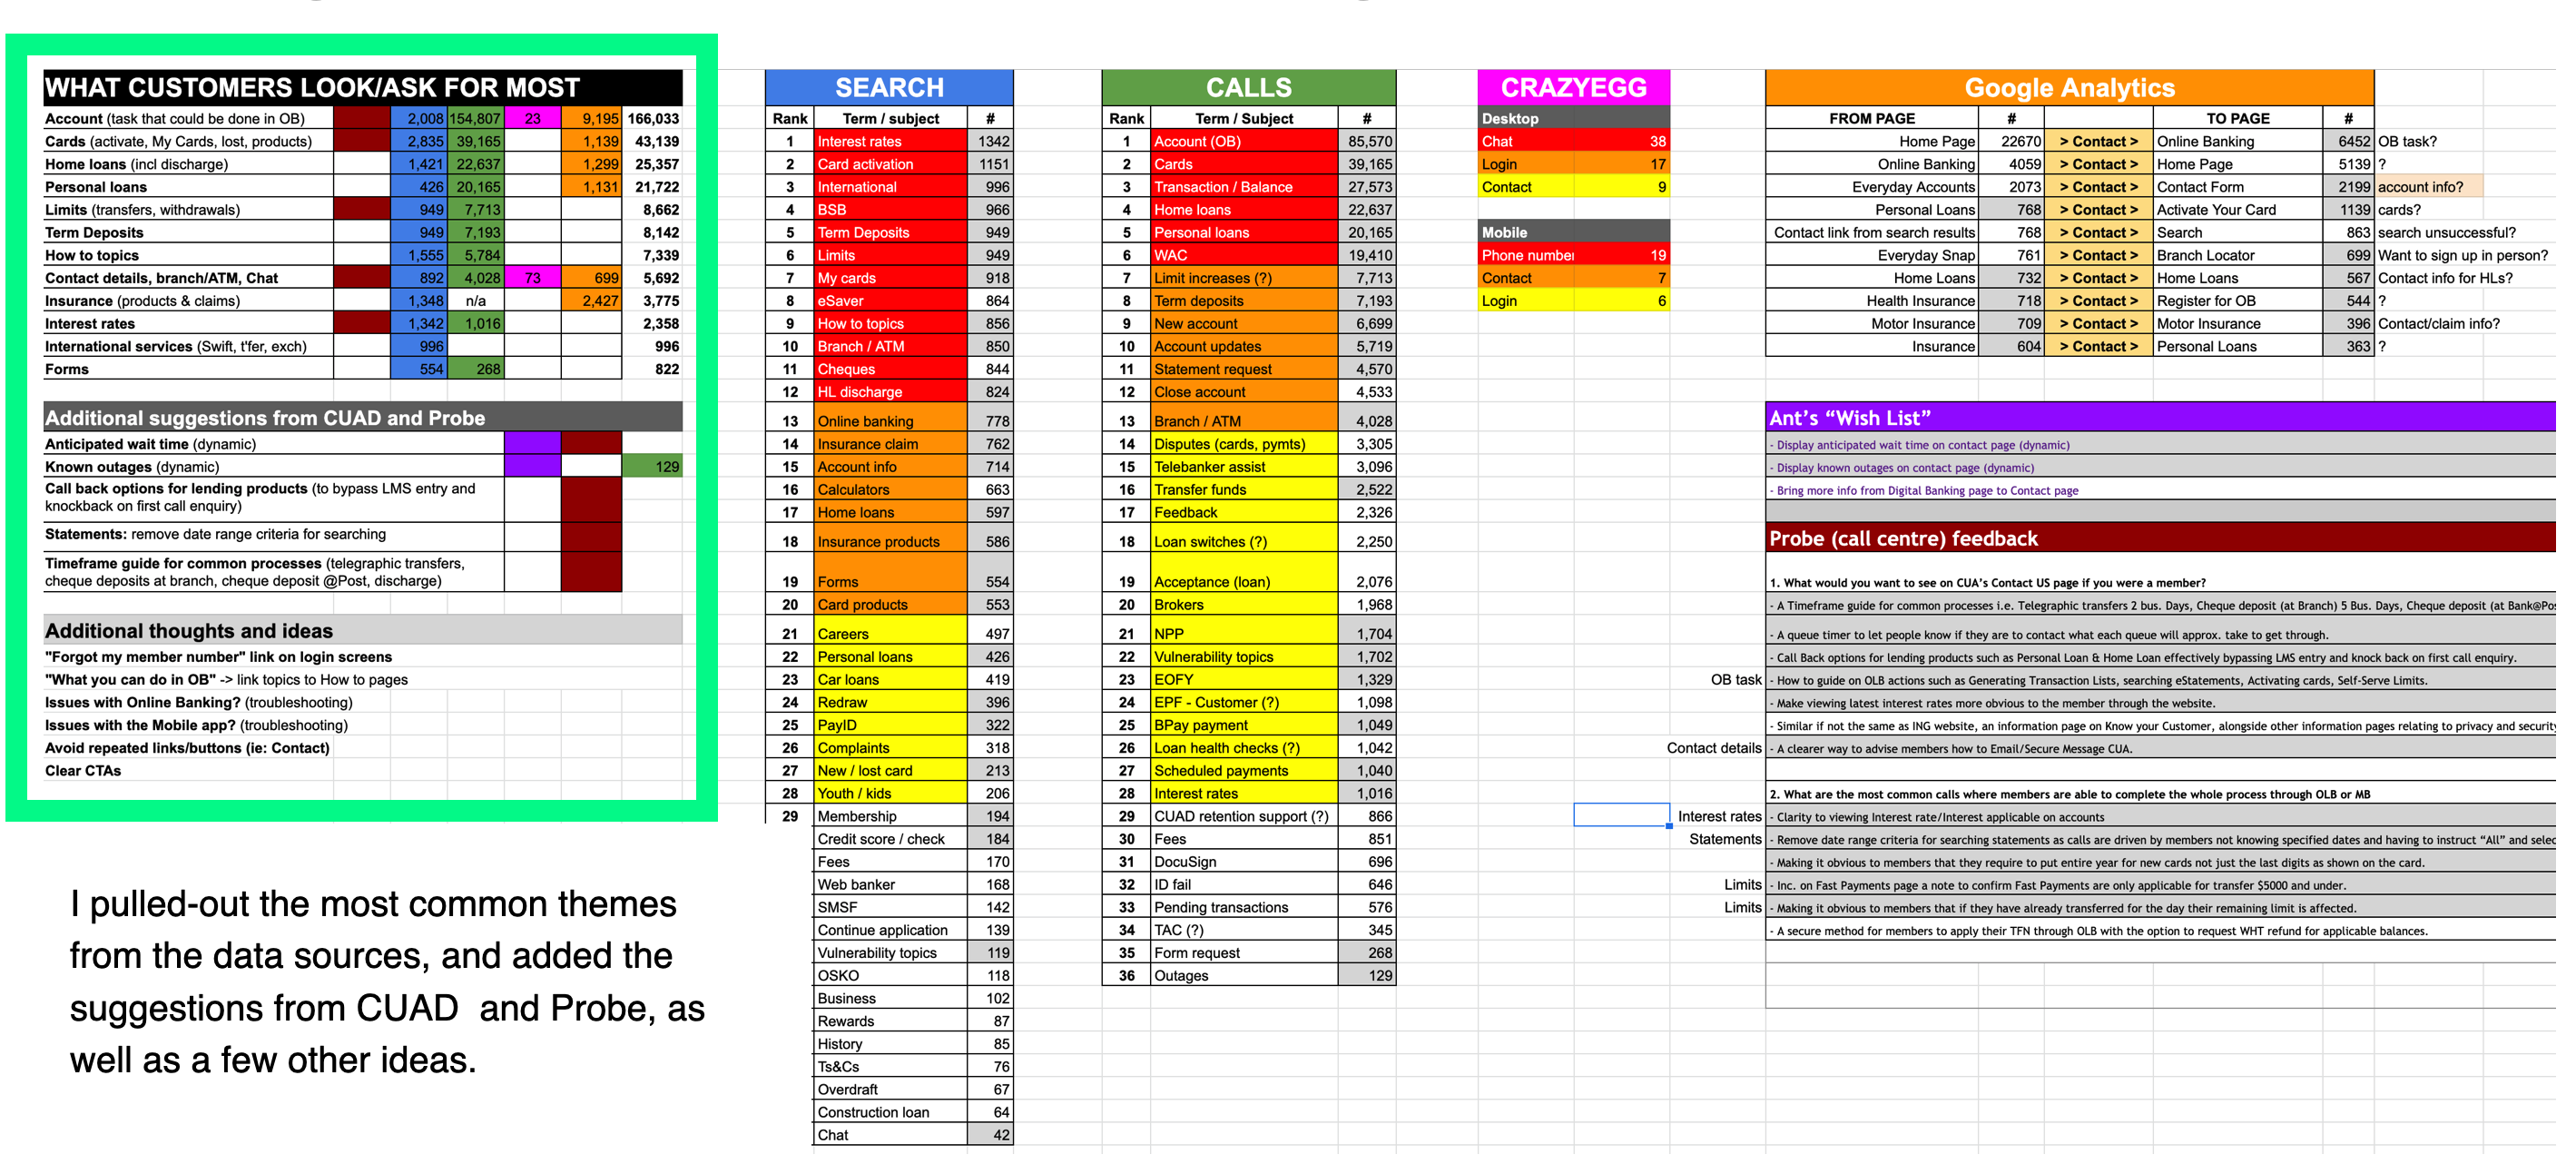 WHAT CUSTOMERS LOOK/ASK FOR MOST
Account (task that could be done in OB) 2,008 154,807 23 9,195 166,033
Cards (activate, My Cards, lost, products) 2,835 39,165 1,139 43,139
Home loans (incl discharge) 1,421 22,637 1,299 25,357
Personal loans 426 20,165 1,131 21,722
Limits (transfers, withdrawals) 949 7,713 8,662
Term Deposits 949 7,193 8,142
How to topics 1,555 5,784 7,339
Contact details, branch/ATM, Chat 892 4,028 73 699 5,692
Insurance (products & claims) 1,348 n/a 2,427 3,775
Interest rates 1,342 1,016 2,358
International services (Swift, t'fer, exch) 996 996
Forms 554 268 822
Additional suggestions from CUAD and Probe
Anticipated wait time (dynamic)
Known outages (dynamic) 129
Call back options for lending products (to bypass LMS entry and
knockback on first call enquiry)
Statements: remove date range criteria for searching
Timeframe guide for common processes (telegraphic transfers,
cheque deposits at branch, cheque deposit @Post, discharge)
Additional thoughts and ideas
"Forgot my member number" link on login screens
"What you can do in OB" -> link topics to How to pages
Issues with Online Banking? (troubleshooting)
Issues with the Mobile app? (troubleshooting)
Avoid repeated links/buttons (ie: Contact)
Clear CTAs
I pulled-out the most common themes
from the data sources, and added the
suggestions from CUAD and Probe, as
well as a few other ideas.
SEARCH
Rank Term / subject #
1 Interest rates 1342
2 Card activation 1151
3 International 996
4 BSB 966
5 Term Deposits 949
6 Limits 949
7 My cards 918
8 eSaver 864
9 How to topics 856
10 Branch / ATM 850
11 Cheques 844
12 HL discharge 824
13 Online banking 778
14 Insurance claim 762
15 Account info 714
16 Calculators 663
17 Home loans 597
18 Insurance products 586
19 Forms 554
20 Card products 553
21 Careers 497
22 Personal loans 426
23 Car loans 419
24 Redraw 396
25 PayID 322
26 Complaints 318
27 New / lost card 213
28 Youth / kids 206
29 Membership 194
Credit score / check 184
Fees 170
Web banker 168
SMSF 142
Continue application 139
Vulnerability topics 119
OSKO 118
Business 102
Rewards 87
History 85
Ts&Cs 76
Overdraft 67
Construction loan 64
Chat 42
CALLS
Rank Term / Subject #
1 Account (OB) 85,570
2 Cards 39,165
3 Transaction / Balance 27,573
4 Home loans 22,637
5 Personal loans 20,165
6 WAC 19,410
7 Limit increases (?) 7,713
8 Term deposits 7,193
9 New account 6,699
10 Account updates 5,719
11 Statement request 4,570
12 Close account 4,533
13 Branch / ATM 4,028
14 Disputes (cards, pymts) 3,305
15 Telebanker assist 3,096
16 Transfer funds 2,522
17 Feedback 2,326
18 Loan switches (?) 2,250
19 Acceptance (loan) 2,076
20 Brokers 1,968
21 NPP 1,704
22 Vulnerability topics 1,702
23 EOFY 1,329
24 EPF - Customer (?) 1,098
25 BPay payment 1,049
26 Loan health checks (?) 1,042
27 Scheduled payments 1,040
28 Interest rates 1,016
29 CUAD retention support (?) 866
30 Fees 851
31 DocuSign 696
32 ID fail 646
33 Pending transactions 576
34 TAC (?) 345
35 Form request 268
36 Outages 129
CRAZYEGG
Desktop
Chat 38
Login 17
Contact 9
Mobile
Phone number 19
Contact 7
Login 6
Google Analytics
FROM PAGE # TO PAGE #
Home Page 22670 > Contact > Online Banking 6452 OB task?
Online Banking 4059 > Contact > Home Page 5139 ?
Everyday Accounts 2073 > Contact > Contact Form 2199 account info?
Personal Loans 768 > Contact > Activate Your Card 1139 cards?
Contact link from search results 768 > Contact > Search 863 search unsuccessful?
Everyday Snap 761 > Contact > Branch Locator 699 Want to sign up in person?
Home Loans 732 > Contact > Home Loans 567 Contact info for HLs?
Health Insurance 718 > Contact > Register for OB 544 ?
Motor Insurance 709 > Contact > Motor Insurance 396 Contact/claim info?
Insurance 604 > Contact > Personal Loans 363 ?
Ant's “Wish List”
- Display anticipated wait time on contact page (dynamic)
- Display known outages on contact page (dynamic)
- Bring more info from Digital Banking page to Contact page
Probe (call centre) feedback
1. What would you want to see on CUA's Contact US page if you were a member?
- A Timeframe guide for common processes i.e. Telegraphic transfers 2 bus. Days, Cheque deposit (at Branch) 5 Bus. Days, Cheque deposit (at Bank@Pos
- A queue timer to let people know if they are to contact what each queue will approx. take to get through.
- Call Back options for lending products such as Personal Loan & Home Loan effectively bypassing LMS entry and knock back on first call enquiry.
OB task - How to guide on OLB actions such as Generating Transaction Lists, searching eStatements, Activating cards, Self-Serve Limits.
- Make viewing latest interest rates more obvious to the member through the website.
- Similar if not the same as ING website, an information page on Know your Customer, alongside other information pages relating to privacy and security
Contact details - A clearer way to advise members how to Email/Secure Message CUA.
2. What are the most common calls where members are able to complete the whole process through OLB or MB
Interest rates - Clarity to viewing Interest rate/Interest applicable on accounts
Statements - Remove date range criteria for searching statements as calls are driven by members not knowing specified dates and having to instruct “All” and selec
- Making it obvious to members that they require to put entire year for new cards not just the last digits as shown on the card.
Limits - Inc. on Fast Payments page a note to confirm Fast Payments are only applicable for transfer $5000 and under.
Limits - Making it obvious to members that if they have already transferred for the day their remaining limit is affected.
- A secure method for members to apply their TFN through OLB with the option to request WHT refund for applicable balances.